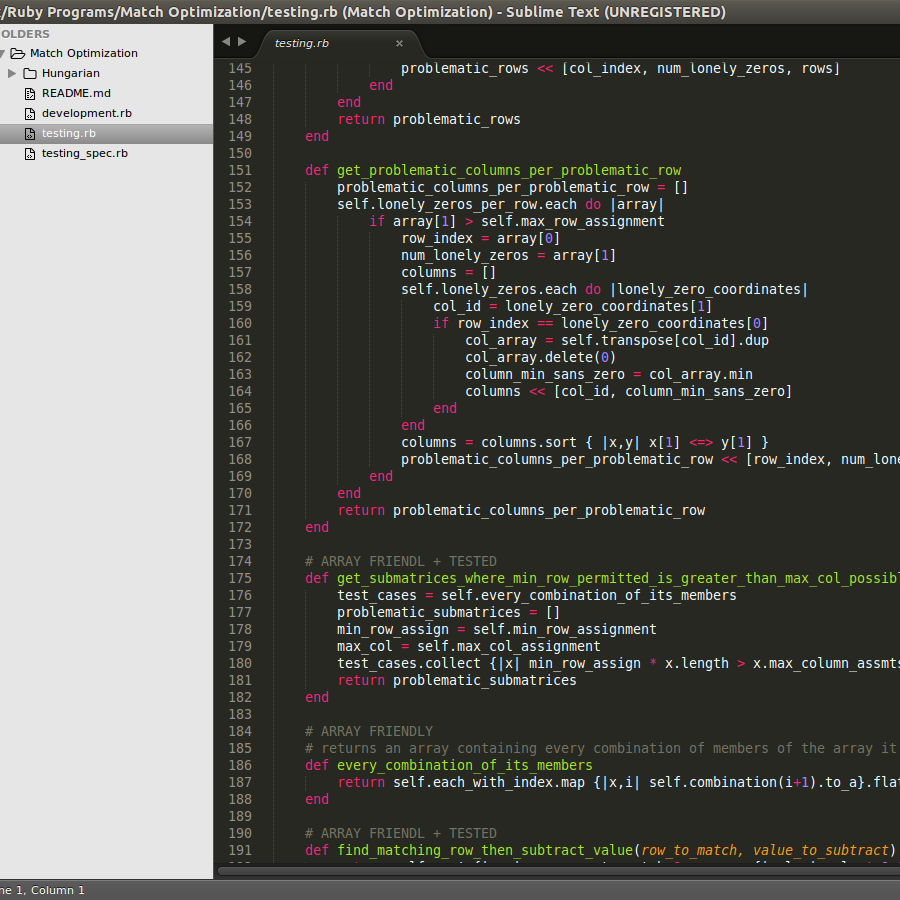 /Ruby Programs/Match Optimization/testing.rb (Match Optimization) - Sublime Text (UNREGISTERED)
OLDERS
Match Optimization
Hungarian
README.md
development.rb
testing.rb
testing_spec.rb
testing.rb ×
145 problematic_rows << [col_index, num_lonely_zeros, rows]
146 end
147 end
148 return problematic_rows
149 end
150
151 def get_problematic_columns_per_problematic_row
152 problematic_columns_per_problematic_row = []
153 self.lonely_zeros_per_row.each do |array|
154 if array[1] > self.max_row_assignment
155 row_index = array[0]
156 num_lonely_zeros = array[1]
157 columns = []
158 self.lonely_zeros.each do |lonely_zero_coordinates|
159 col_id = lonely_zero_coordinates[1]
160 if row_index == lonely_zero_coordinates[0]
161 col_array = self.transpose[col_id].dup
162 col_array.delete(0)
163 column_min_sans_zero = col_array.min
164 columns << [col_id, column_min_sans_zero]
165 end
166 end
167 columns = columns.sort { |x,y| x[1] <=> y[1] }
168 problematic_columns_per_problematic_row << [row_index, num_lone
169 end
170 end
171 return problematic_columns_per_problematic_row
172 end
173
174 # ARRAY FRIENDL + TESTED
175 def get_submatrices_where_min_row_permitted_is_greater_than_max_col_possibl
176 test_cases = self.every_combination_of_its_members
177 problematic_submatrices = []
178 min_row_assign = self.min_row_assignment
179 max_col = self.max_col_assignment
180 test_cases.collect {|x| min_row_assign * x.length > x.max_column_assmts
181 return problematic_submatrices
182 end
183
184 # ARRAY FRIENDLY
185 # returns an array containing every combination of members of the array it
186 def every_combination_of_its_members
187 return self.each_with_index.map {|x,i| self.combination(i+1).to_a}.flat
188 end
189
190 # ARRAY FRIENDL + TESTED
191 def find_matching_row_then_subtract_value(row_to_match, value_to_subtract)
ne 1, Column 1